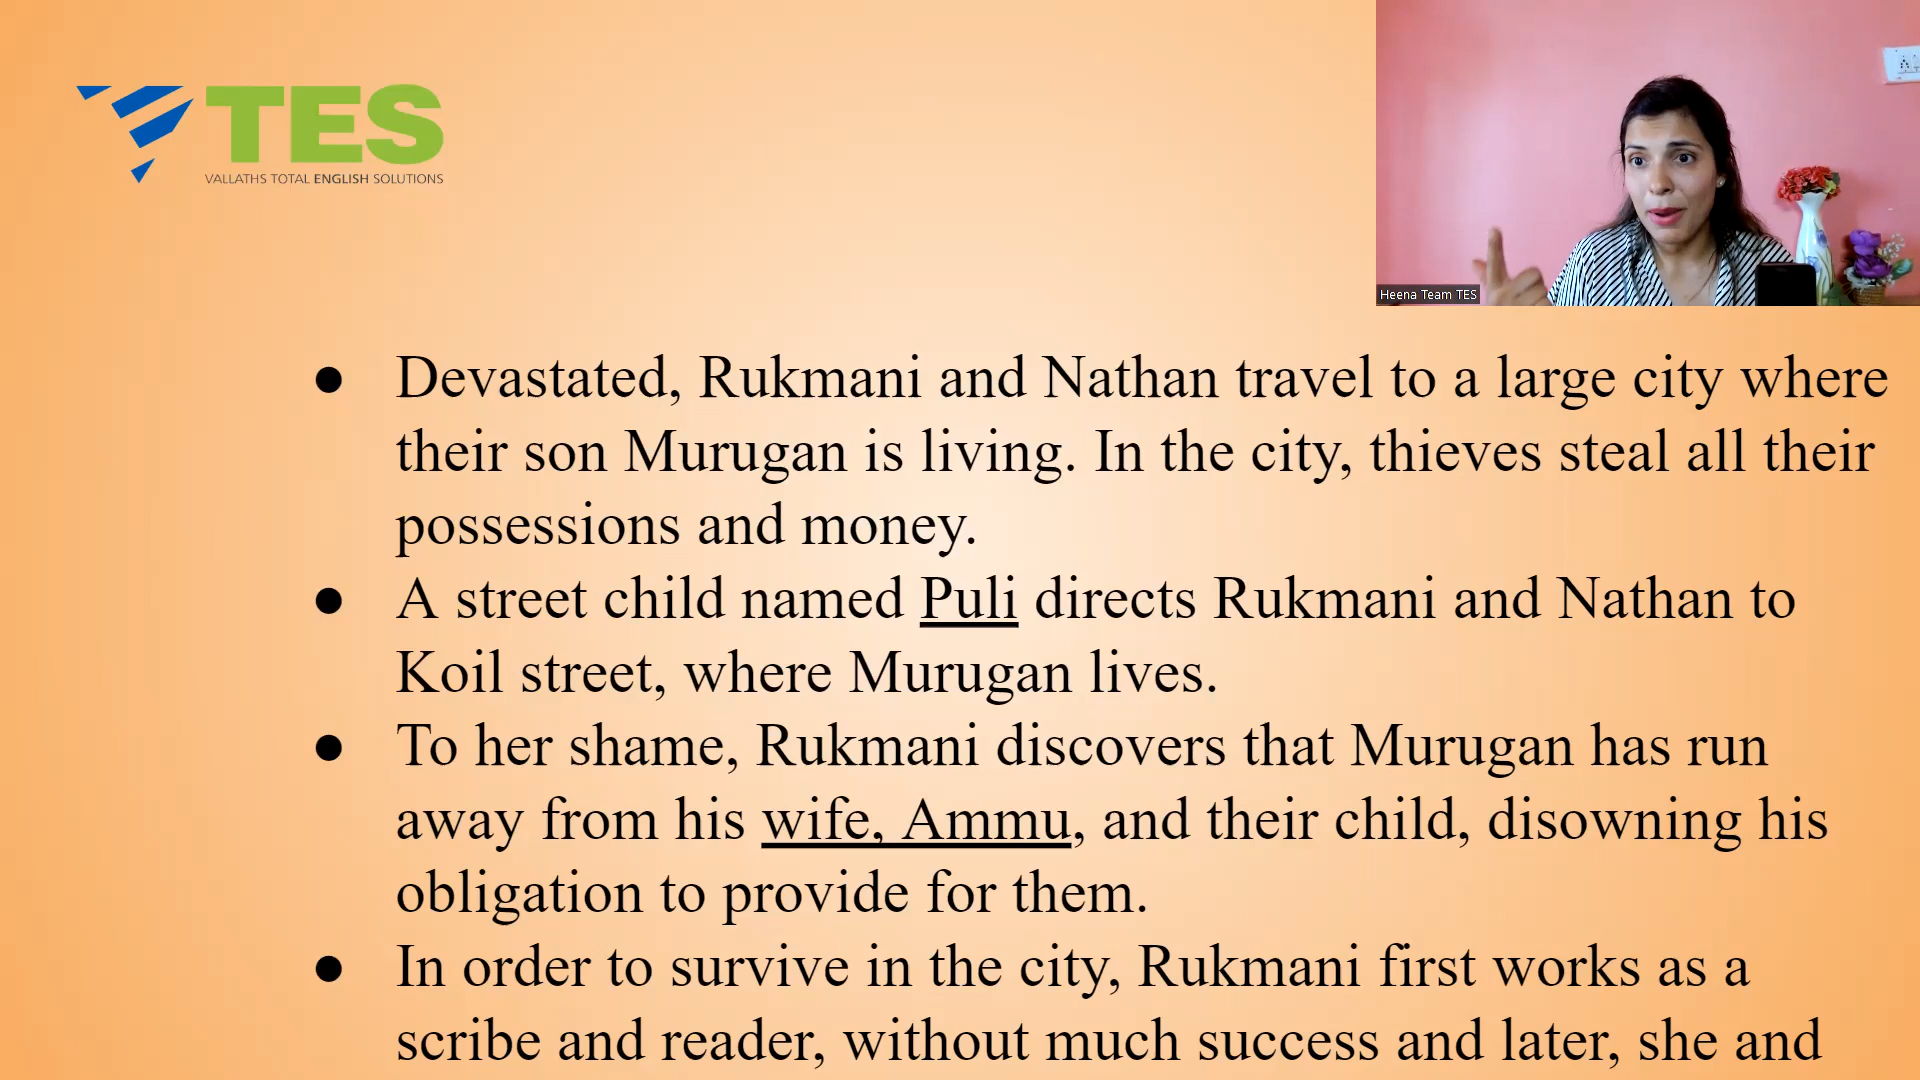 TES
VALLATHS TOTAL ENGLISH SOLUTIONS
Heena Team TES
● Devastated, Rukmani and Nathan travel to a large city where
their son Murugan is living. In the city, thieves steal all their
possessions and money.
● A street child named Puli directs Rukmani and Nathan to
Koil street, where Murugan lives.
● To her shame, Rukmani discovers that Murugan has run
away from his wife, Ammu, and their child, disowning his
obligation to provide for them.
● In order to survive in the city, Rukmani first works as a
scribe and reader, without much success and later, she and